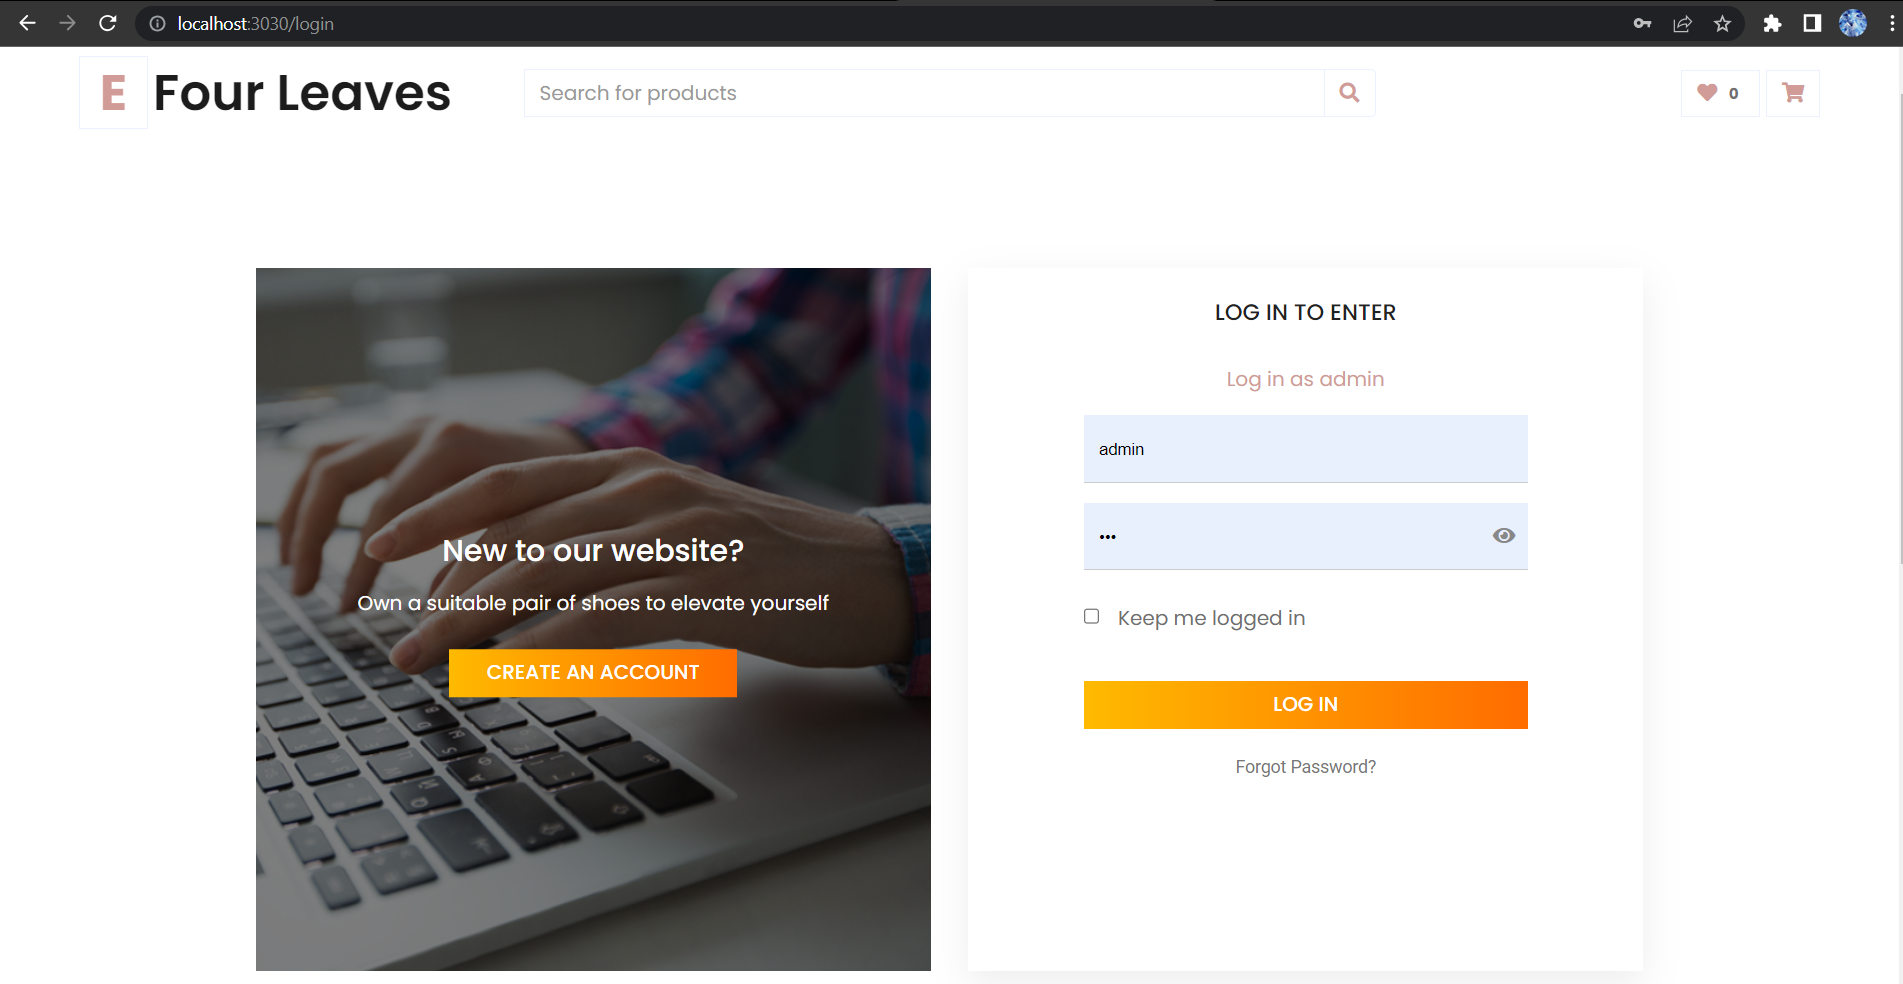 localhost:3030/login
E Four Leaves
Search for products
0
New to our website?
Own a suitable pair of shoes to elevate yourself
CREATE AN ACCOUNT
LOG IN TO ENTER
Log in as admin
admin
•••
Keep me logged in
LOG IN
Forgot Password?